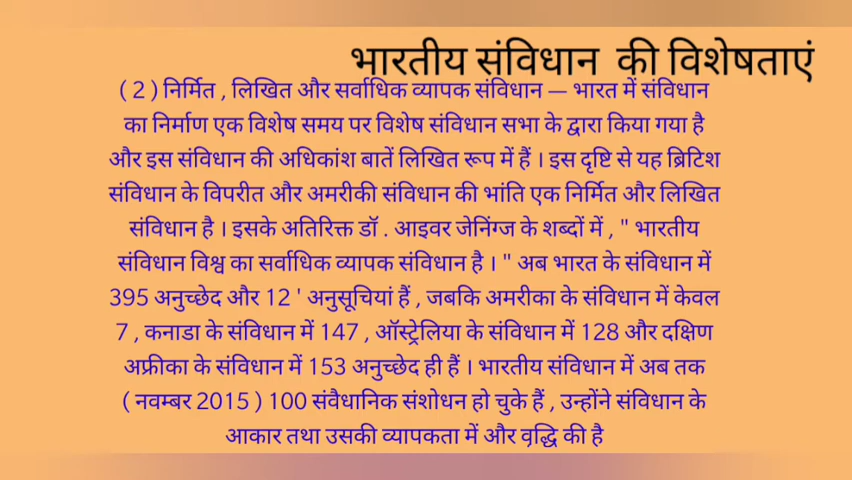 भारतीय संविधान की विशेषताएं
( 2 ) निर्मित , लिखित और सर्वाधिक व्यापक संविधान — भारत में संविधान
का निर्माण एक विशेष समय पर विशेष संविधान सभा के द्वारा किया गया है
और इस संविधान की अधिकांश बातें लिखित रूप में हैं । इस दृष्टि से यह ब्रिटिश
संविधान के विपरीत और अमरीकी संविधान की भांति एक निर्मित और लिखित
संविधान है । इसके अतिरिक्त डॉ . आइवर जेनिंग्ज के शब्दों में , " भारतीय
संविधान विश्व का सर्वाधिक व्यापक संविधान है । " अब भारत के संविधान में
395 अनुच्छेद और 12 ' अनुसूचियां हैं , जबकि अमरीका के संविधान में केवल
7 , कनाडा के संविधान में 147 , ऑस्ट्रेलिया के संविधान में 128 और दक्षिण
अफ्रीका के संविधान में 153 अनुच्छेद ही हैं । भारतीय संविधान में अब तक
( नवम्बर 2015 ) 100 संवैधानिक संशोधन हो चुके हैं , उन्होंने संविधान के
आकार तथा उसकी व्यापकता में और वृद्धि की है